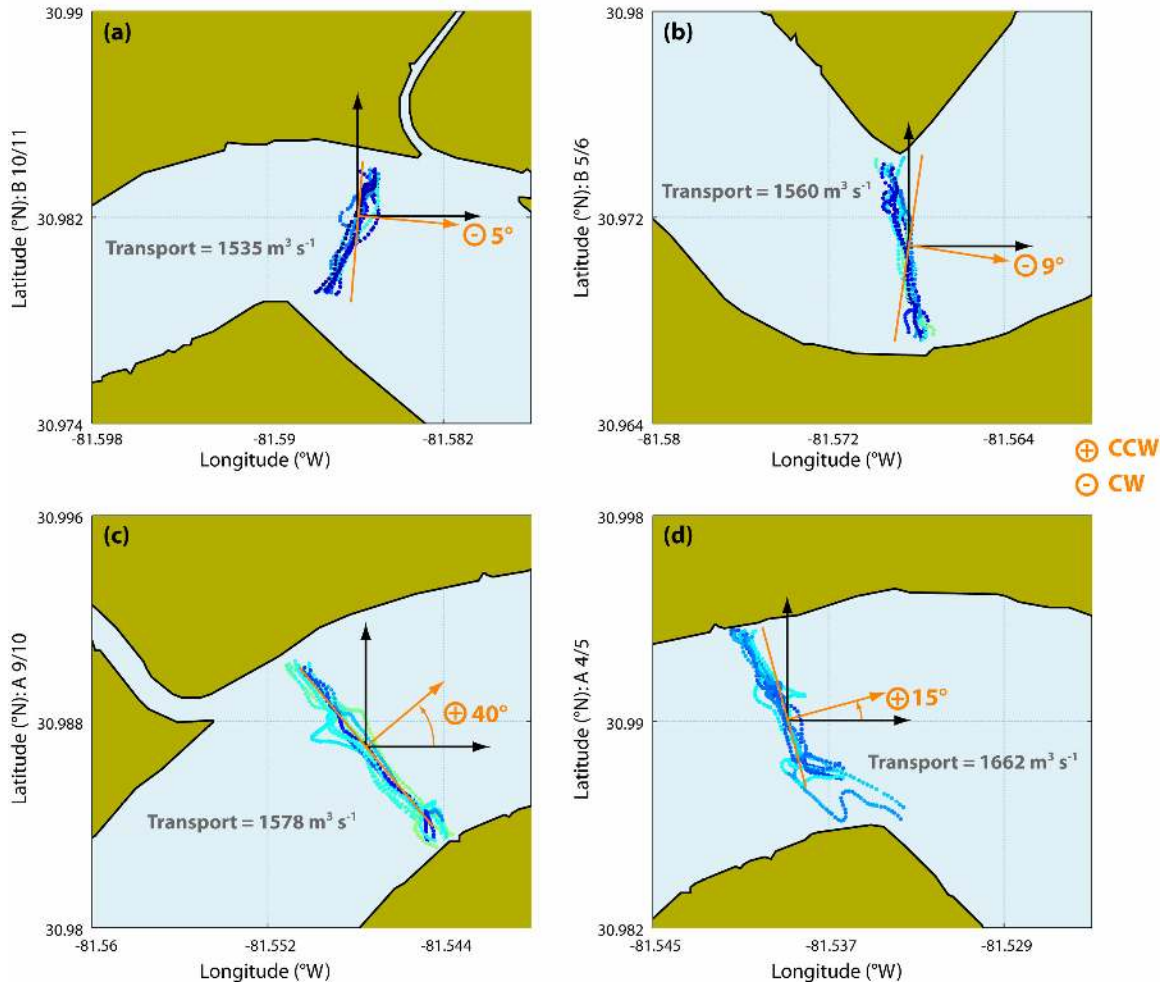 30.99
(a)
Latitude (°N): B 10/11
30.982
Transport = 1535 m³ s⁻¹
⊖ 5°
30.974
-81.598
-81.59
-81.582
Longitude (°W)
30.98
(b)
Latitude (°N): B 5/6
Transport = 1560 m³ s⁻¹
30.972
⊖ 9°
30.964
-81.58
-81.572
-81.564
Longitude (°W)
⊕ CCW
⊖ CW
30.996
(c)
Latitude (°N): A 9/10
⊕ 40°
30.988
Transport = 1578 m³ s⁻¹
30.98
-81.56
-81.552
-81.544
Longitude (°W)
30.998
(d)
Latitude (°N): A 4/5
⊕ 15°
30.99
Transport = 1662 m³ s⁻¹
30.982
-81.545
-81.537
-81.529
Longitude (°W)